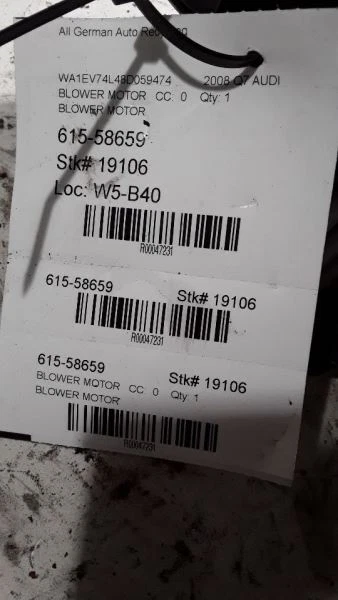 All German Auto
WA1EV74L48D059474 2008 Q7 AUDI
BLOWER MOTOR CC: 0 Qty: 1
BLOWER MOTOR
615-58659
Stk# 19106
Loc: W5-B40
R00047231
615-58659 Stk# 19106
R00047231
615-58659 Stk# 19106
BLOWER MOTOR CC: 0 Qty: 1
BLOWER MOTOR
R00047231